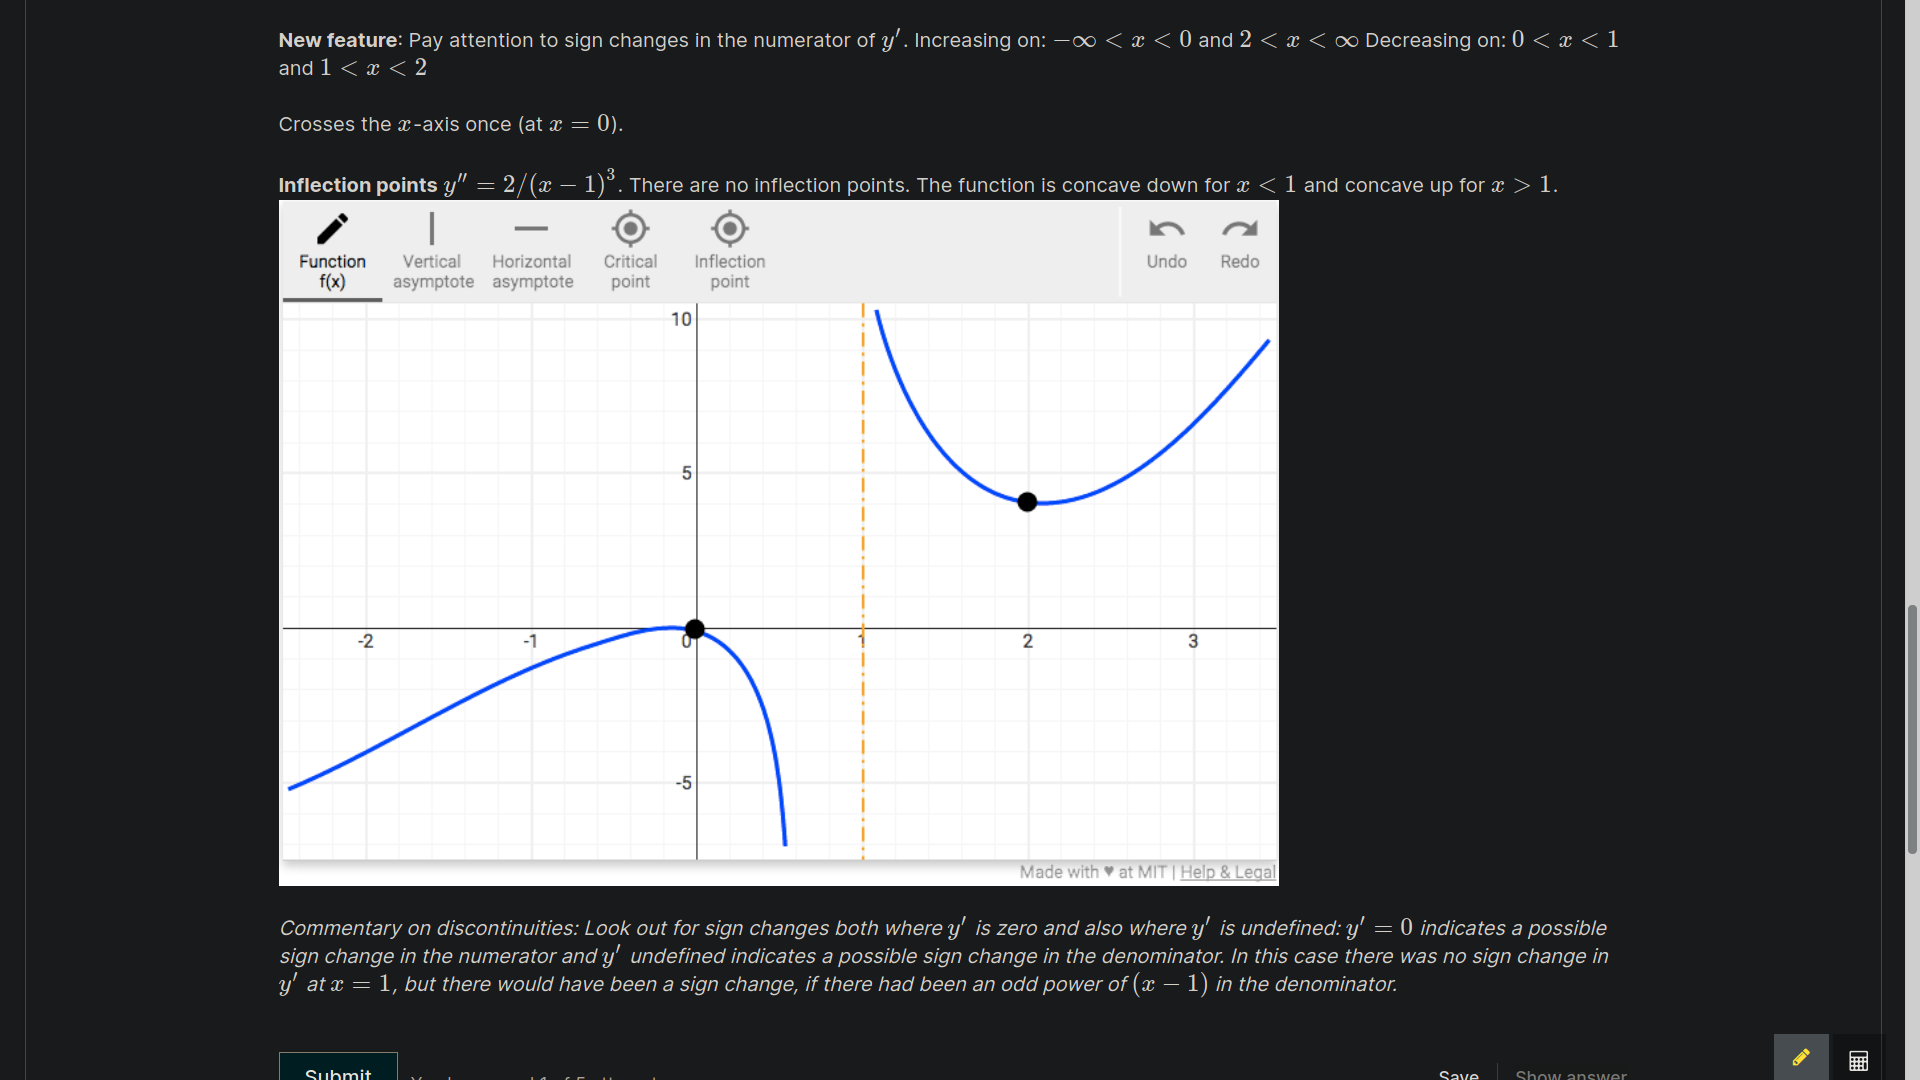 New feature: Pay attention to sign changes in the numerator of y′. Increasing on: −∞ < x < 0 and 2 < x < ∞ Decreasing on: 0 < x < 1
and 1 < x < 2
Crosses the x-axis once (at x = 0).
Inflection points y″ = 2/(x − 1)³. There are no inflection points. The function is concave down for x < 1 and concave up for x > 1.
Function f(x)
Vertical asymptote
Horizontal asymptote
Critical point
Inflection point
Undo
Redo
10
5
-2 -1 0 1 2 3
-5
Made with ♥ at MIT | Help & Legal
Commentary on discontinuities: Look out for sign changes both where y′ is zero and also where y′ is undefined: y′ = 0 indicates a possible
sign change in the numerator and y′ undefined indicates a possible sign change in the denominator. In this case there was no sign change in
y′ at x = 1, but there would have been a sign change, if there had been an odd power of (x − 1) in the denominator.
Submit
Save
Show answer